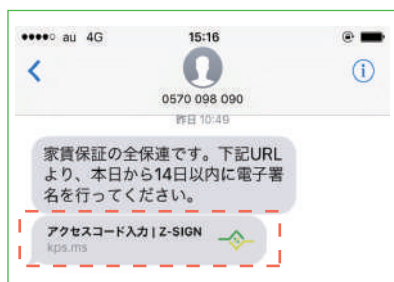 au 4G 15:16
0570 098 090
昨日 10:49
家賃保証の全保連です。下記URL
より、本日から14日以内に電子署
名を行ってください。
アクセスコード入力 | Z-SIGN
kps.ms